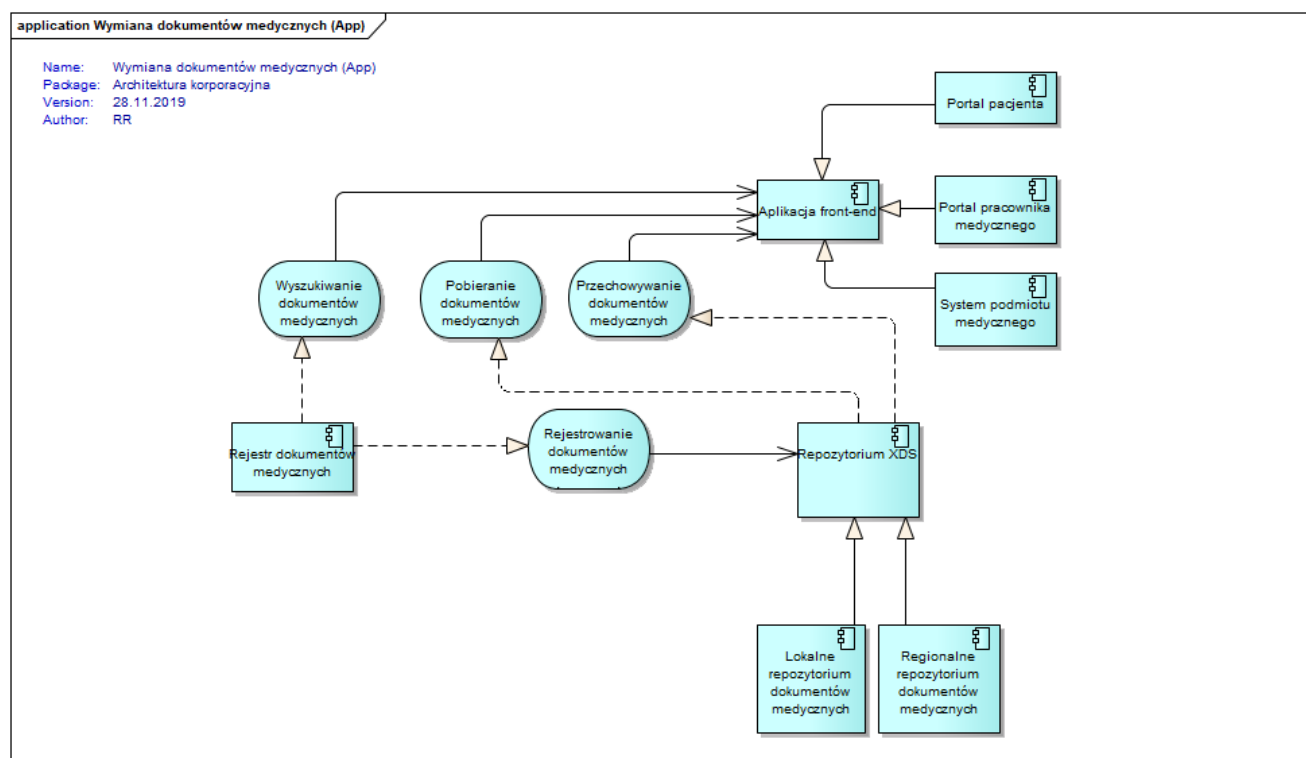 application Wymiana dokumentów medycznych (App)
Name: Wymiana dokumentów medycznych (App)
Package: Architektura korporacyjna
Version: 28.11.2019
Author: RR
Portal pacjenta
Aplikacja front-end
Portal pracownika
medycznego
System podmiotu
medycznego
Wyszukiwanie
dokumentów
medycznych
Pobieranie
dokumentów
medycznych
Przechowywanie
dokumentów
medycznych
Rejestr dokumentów
medycznych
Rejestrowanie
dokumentów
medycznych
Repozytorium XDS
Lokalne
repozytorium
dokumentów
medycznych
Regionalne
repozytorium
dokumentów
medycznych